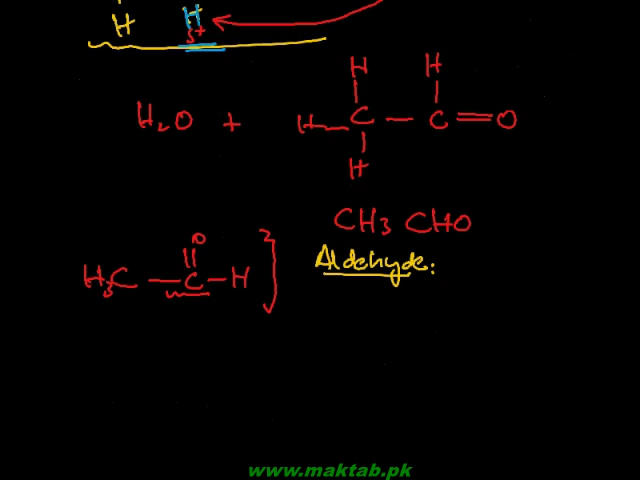 H H
δ+
H H
H₂O + H — C — C = O
H
CH₃ CHO
O
H₃C — C — H
Aldehyde:
www.maktab.pk